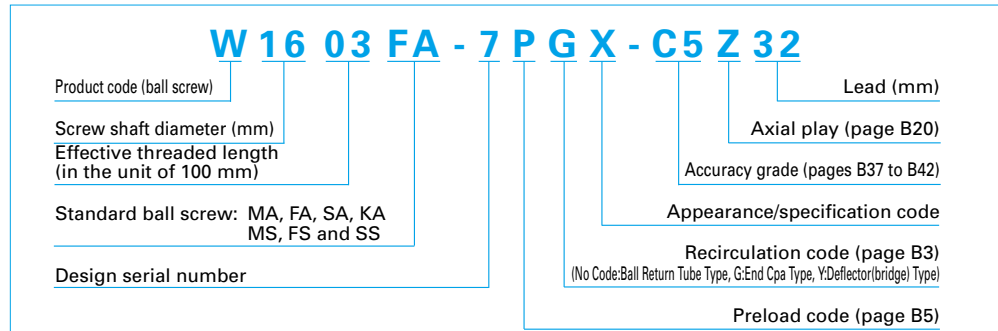 W 16 03 FA - 7 P G X - C5 Z 32
Product code (ball screw)
Screw shaft diameter (mm)
Effective threaded length
(in the unit of 100 mm)
Standard ball screw: MA, FA, SA, KA
MS, FS and SS
Design serial number
Lead (mm)
Axial play (page B20)
Accuracy grade (pages B37 to B42)
Appearance/specification code
Recirculation code (page B3)
(No Code:Ball Return Tube Type, G:End Cpa Type, Y:Deflector(bridge) Type)
Preload code (page B5)